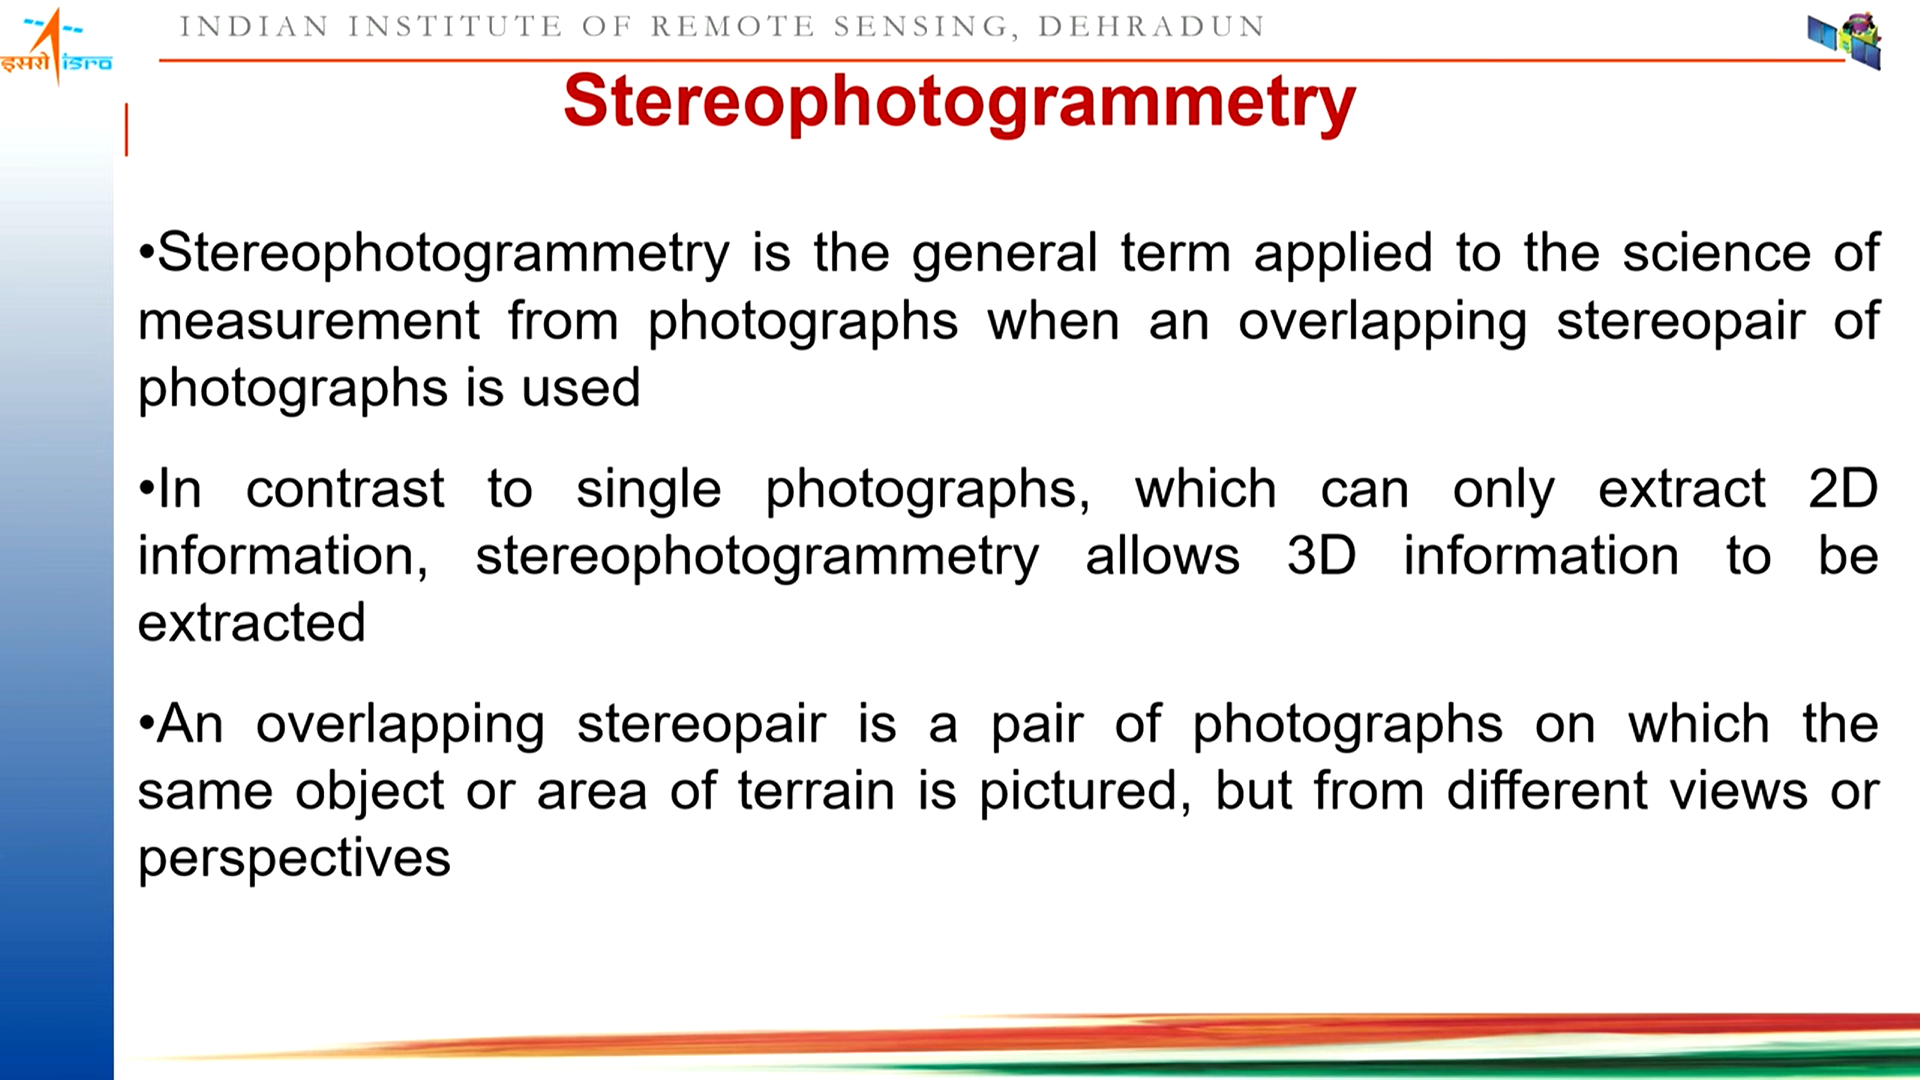 INDIAN INSTITUTE OF REMOTE SENSING, DEHRADUN
इसरो isro
Stereophotogrammetry
•Stereophotogrammetry is the general term applied to the science of
measurement from photographs when an overlapping stereopair of
photographs is used
•In contrast to single photographs, which can only extract 2D
information, stereophotogrammetry allows 3D information to be
extracted
•An overlapping stereopair is a pair of photographs on which the
same object or area of terrain is pictured, but from different views or
perspectives